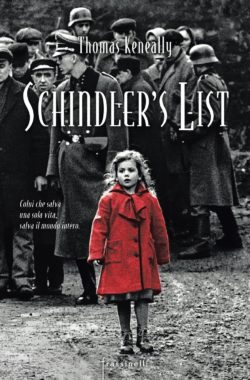 Thomas Keneally
SCHINDLER'S LIST
Colui che salva
una sola vita,
salva il mondo intero.
Frassinelli